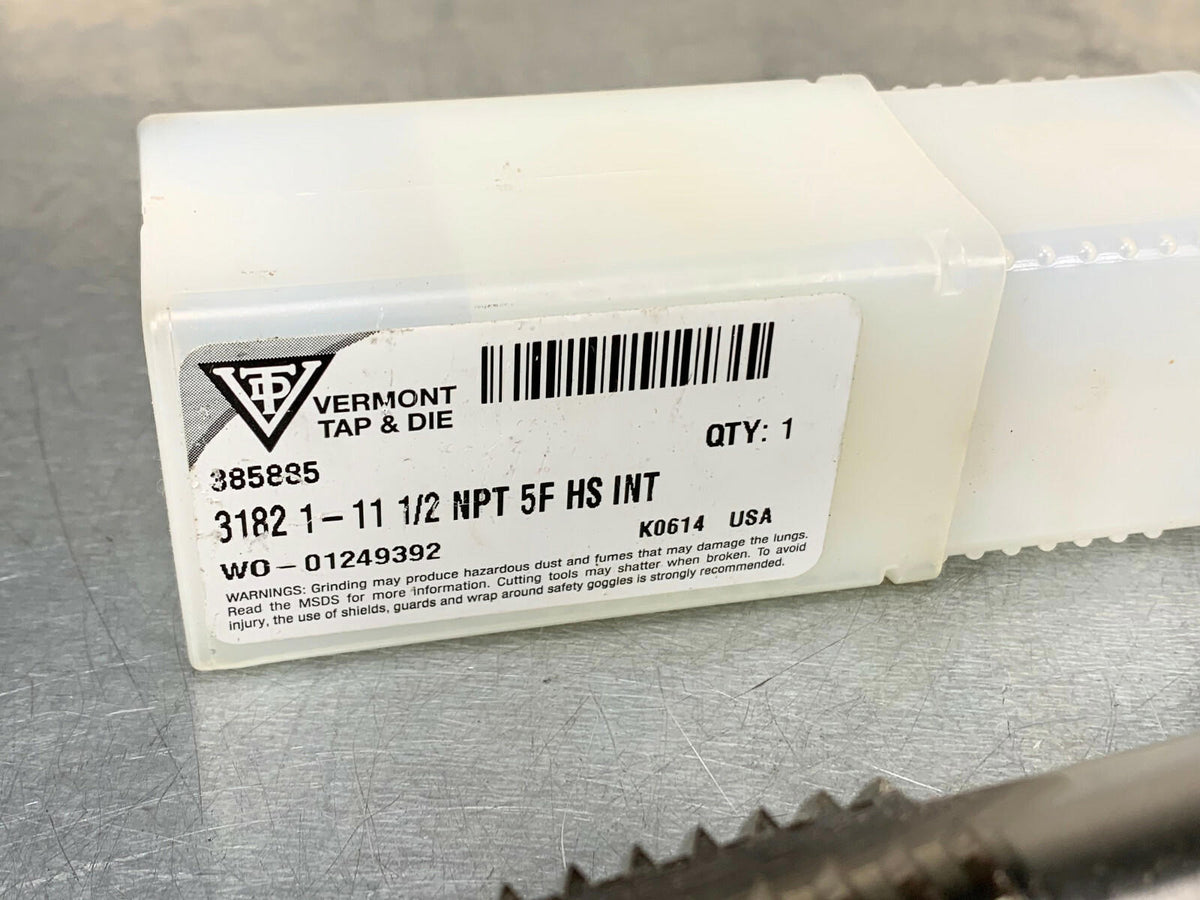 VTD
VERMONT
TAP & DIE
QTY: 1
385885
3182 1-11 1/2 NPT 5F HS INT
K0614 USA
WO-01249392
WARNINGS: Grinding may produce hazardous dust and fumes that may damage the lungs.
Read the MSDS for more information. Cutting tools may shatter when broken. To avoid
injury, the use of shields, guards and wrap around safety goggles is strongly recommended.